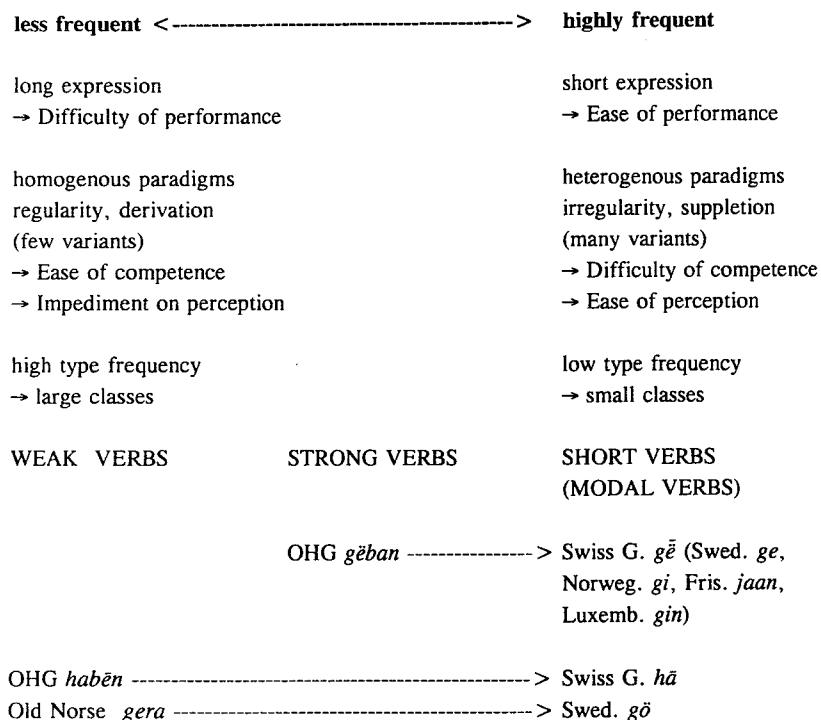 less frequent <-----------------------------------------------> highly frequent
long expression short expression
→ Difficulty of performance → Ease of performance
homogenous paradigms heterogenous paradigms
regularity, derivation irregularity, suppletion
(few variants) (many variants)
→ Ease of competence → Difficulty of competence
→ Impediment on perception → Ease of perception
high type frequency low type frequency
→ large classes → small classes
WEAK VERBS STRONG VERBS SHORT VERBS
(MODAL VERBS)
OHG gëban ----------------> Swiss G. gē̈ (Swed. ge,
Norweg. gi, Fris. jaan,
Luxemb. gin)
OHG habēn -------------------------------------------------------> Swiss G. hā
Old Norse gera --------------------------------------------------> Swed. gö